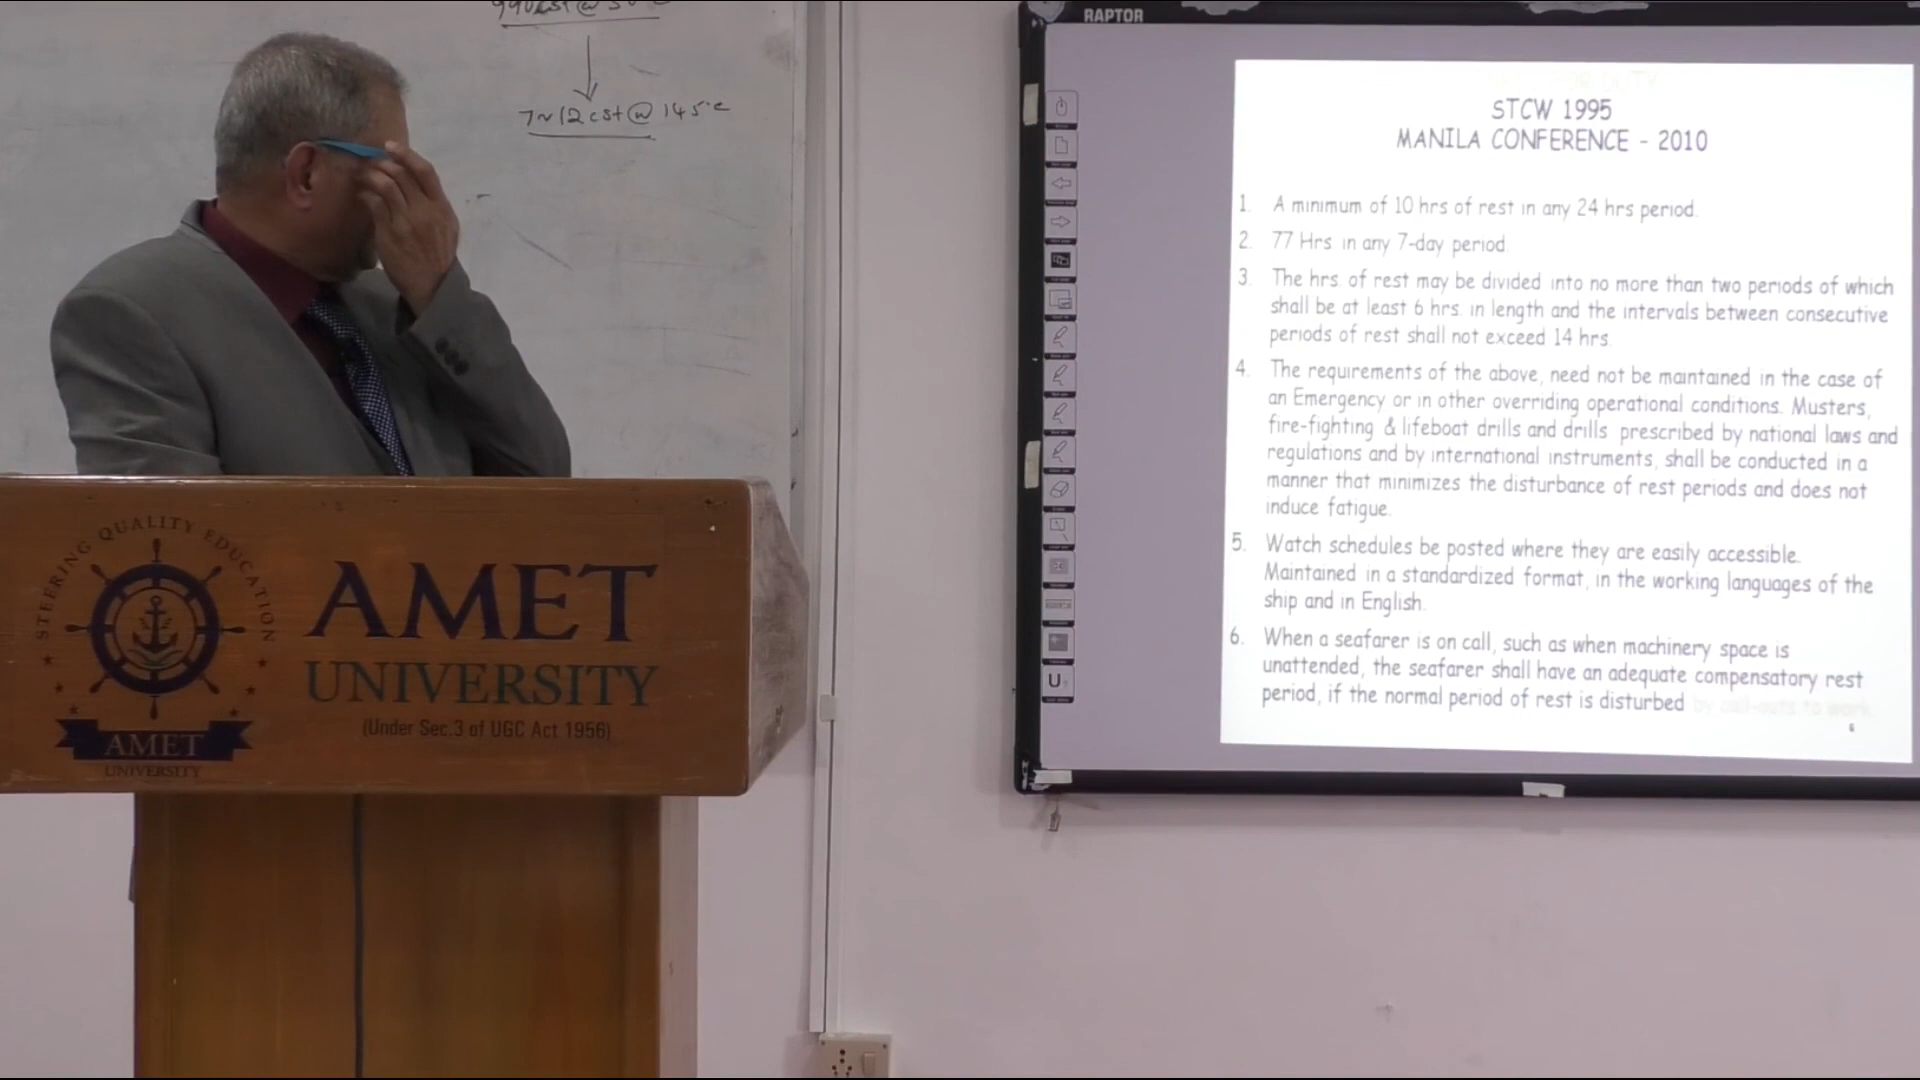 7~12cst@ 145°c
RAPTOR
STCW 1995
MANILA CONFERENCE - 2010
1. A minimum of 10 hrs of rest in any 24 hrs period.
2. 77 Hrs. in any 7-day period.
3. The hrs. of rest may be divided into no more than two periods of which
shall be at least 6 hrs. in length and the intervals between consecutive
periods of rest shall not exceed 14 hrs.
4. The requirements of the above, need not be maintained in the case of
an Emergency or in other overriding operational conditions. Musters,
fire-fighting & lifeboat drills and drills prescribed by national laws and
regulations and by international instruments, shall be conducted in a
manner that minimizes the disturbance of rest periods and does not
induce fatigue.
5. Watch schedules be posted where they are easily accessible.
Maintained in a standardized format, in the working languages of the
ship and in English.
6. When a seafarer is on call, such as when machinery space is
unattended, the seafarer shall have an adequate compensatory rest
period, if the normal period of rest is disturbed by call-outs to work.
6
STEERING QUALITY EDUCATION
AMET
UNIVERSITY
AMET
UNIVERSITY
(Under Sec.3 of UGC Act 1956)